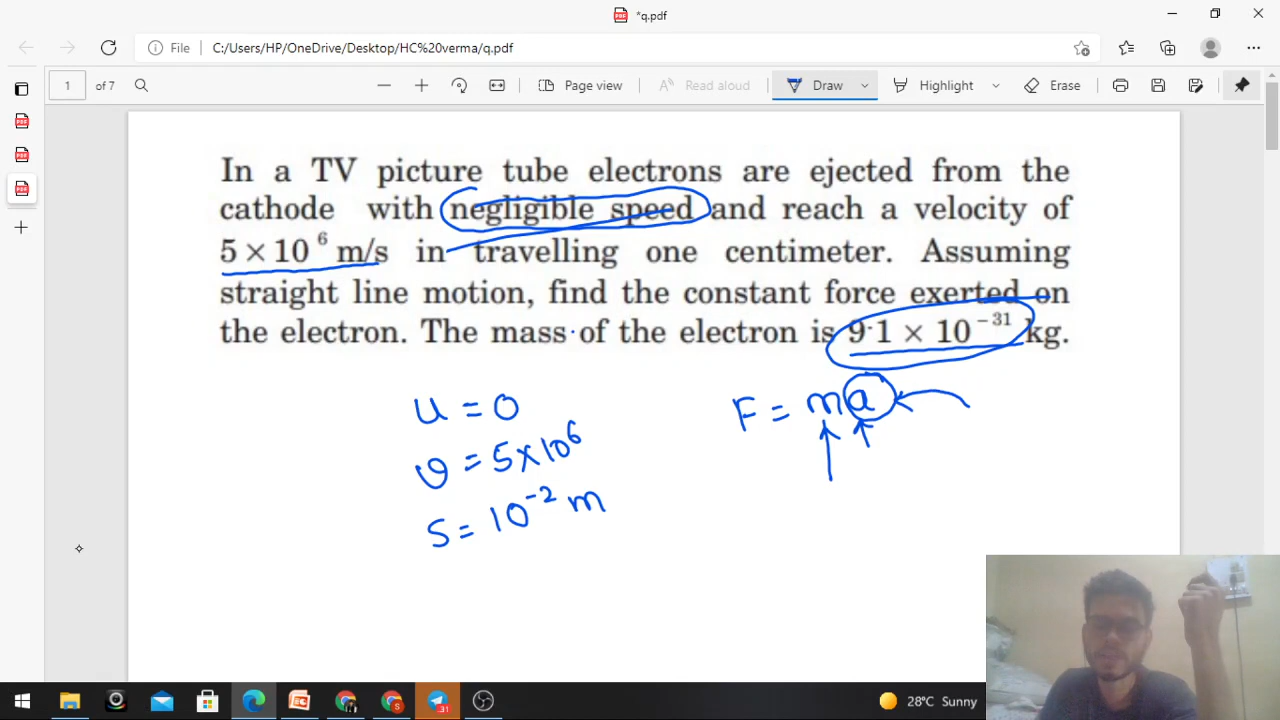 *q.pdf
File C:/Users/HP/OneDrive/Desktop/HC%20verma/q.pdf
1 of 7 Page view Read aloud Draw Highlight Erase
In a TV picture tube electrons are ejected from the
cathode with negligible speed and reach a velocity of
5 × 10 ⁶ m/s in travelling one centimeter. Assuming
straight line motion, find the constant force exerted on
the electron. The mass of the electron is 9·1 × 10 ⁻³¹ kg.
u = 0
v = 5×10⁶
S = 10⁻² m
F = ma
31
28°C Sunny